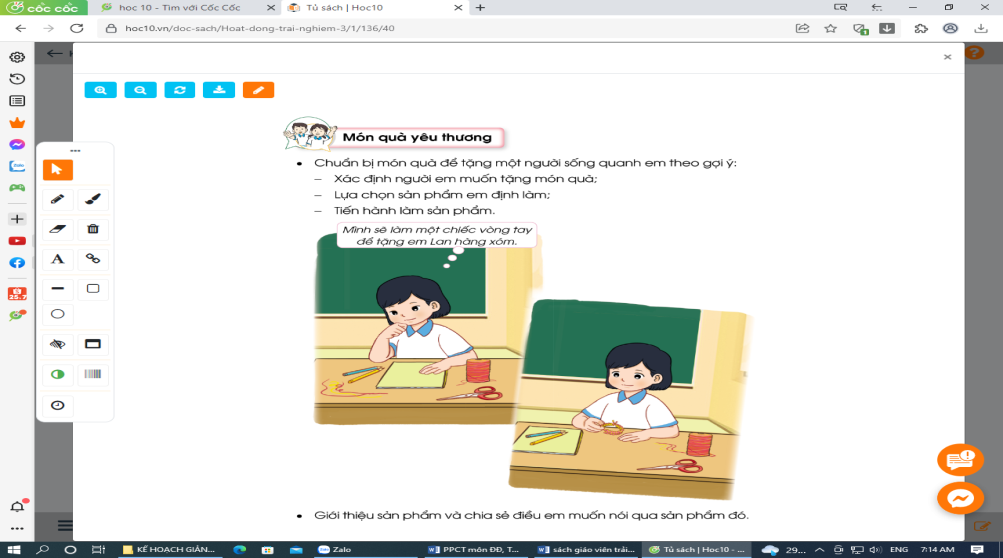 cốc cốc
học 10 - Tìm với Cốc Cốc
Tủ sách | Hoc10
hoc10.vn/doc-sach/Hoat-dong-trai-nghiem-3/1/136/40
Món quà yêu thương
• Chuẩn bị món quà để tặng một người sống quanh em theo gợi ý:
– Xác định người em muốn tặng món quà;
– Lựa chọn sản phẩm em định làm;
– Tiến hành làm sản phẩm.
Mình sẽ làm một chiếc vòng tay
để tặng em Lan hàng xóm.
• Giới thiệu sản phẩm và chia sẻ điều em muốn nói qua sản phẩm đó.
Zalo
25.7
A
KẾ HOẠCH GIẢN...
Zalo
PPCT môn ĐĐ, T...
sách giáo viên trải...
Tủ sách | Hoc10 - ...
29...
ENG
7:14 AM